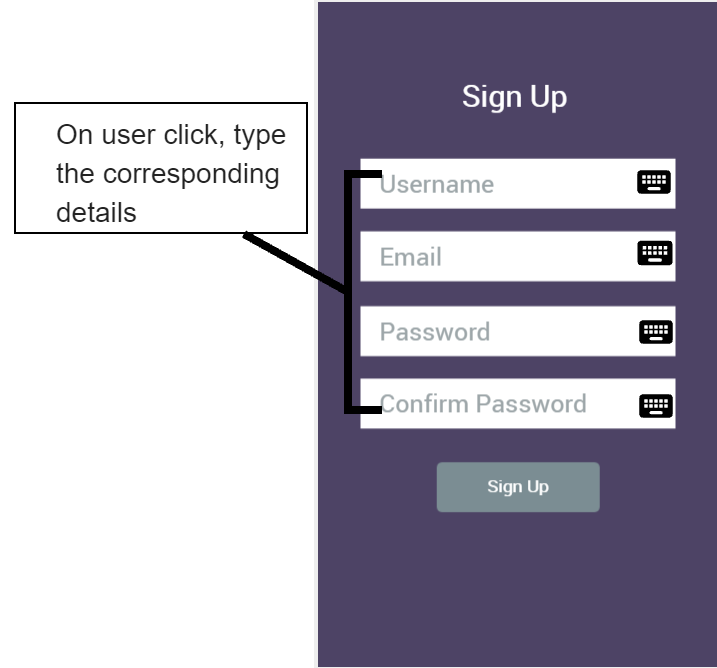 Sign Up
On user click, type
the corresponding
details
Username
Email
Password
Confirm Password
Sign Up